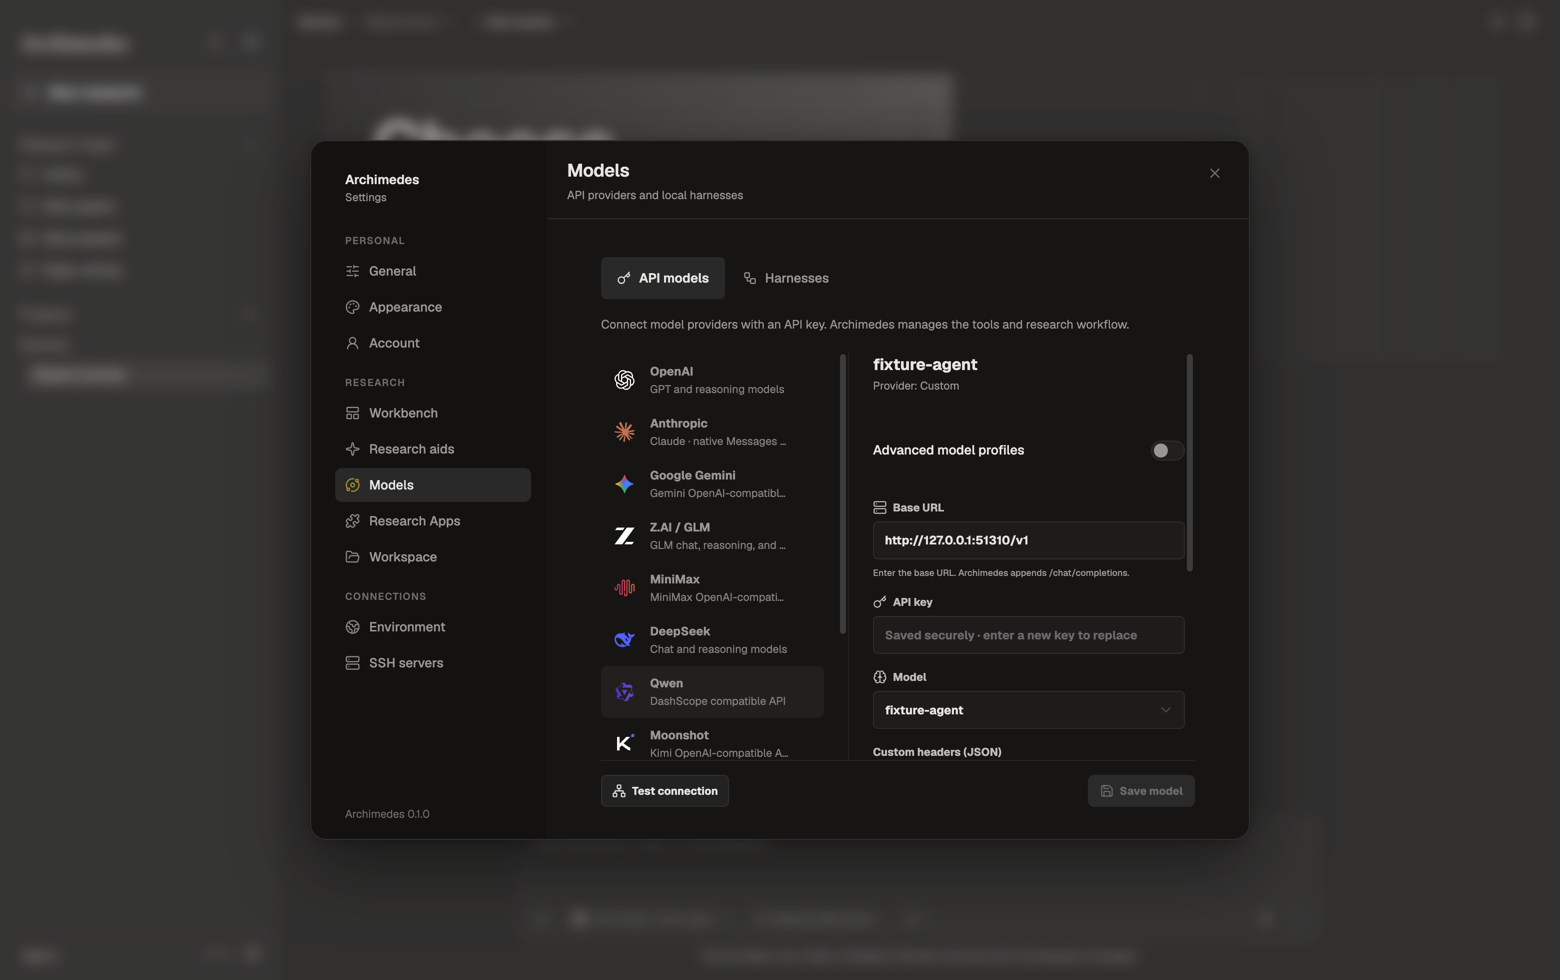 Archimedes
Settings
PERSONAL
General
Appearance
Account
RESEARCH
Workbench
Research aids
Models
Research Apps
Workspace
CONNECTIONS
Environment
SSH servers
Archimedes 0.1.0
Models
API providers and local harnesses
API models
Harnesses
Connect model providers with an API key. Archimedes manages the tools and research workflow.
OpenAI
GPT and reasoning models
Anthropic
Claude · native Messages ...
Google Gemini
Gemini OpenAI-compatibl...
Z.AI / GLM
GLM chat, reasoning, and ...
MiniMax
MiniMax OpenAI-compati...
DeepSeek
Chat and reasoning models
Qwen
DashScope compatible API
Moonshot
Kimi OpenAI-compatible A...
fixture-agent
Provider: Custom
Advanced model profiles
Base URL
http://127.0.0.1:51310/v1
Enter the base URL. Archimedes appends /chat/completions.
API key
Saved securely · enter a new key to replace
Model
fixture-agent
Custom headers (JSON)
Test connection
Save model